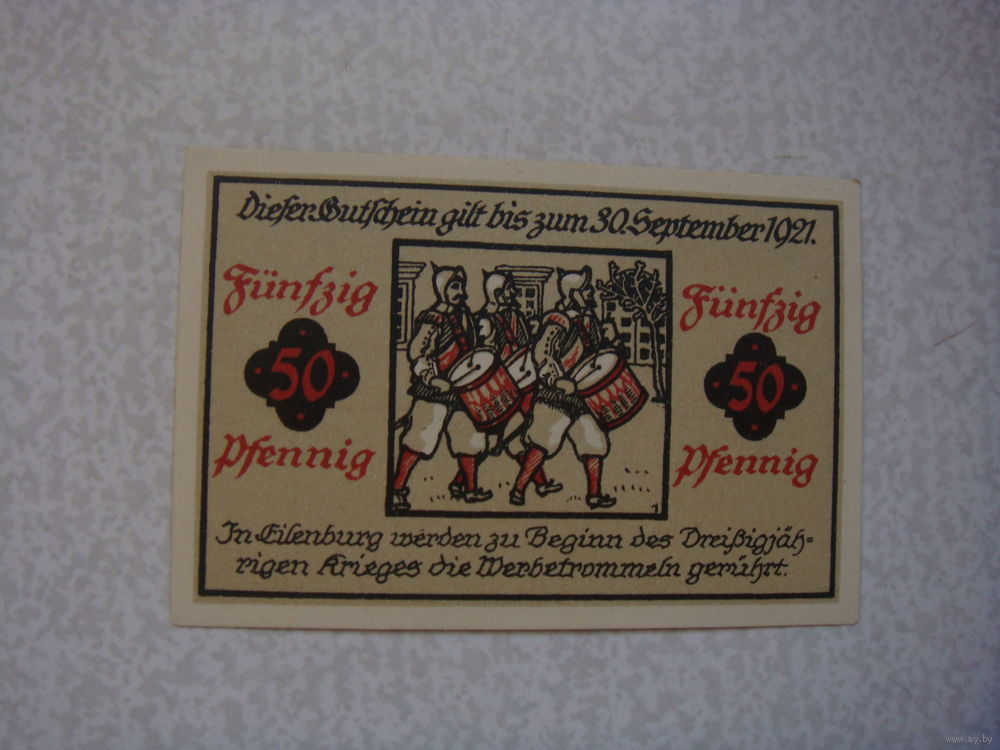 Dieser Gutschein gilt bis zum 30. September 1921.
Fünfzig
50
Pfennig
Fünfzig
50
Pfennig
1
In Eilenburg werden zu Beginn des Dreißigjäh=
rigen Krieges die Werbetrommeln gerührt.
www.ay.by